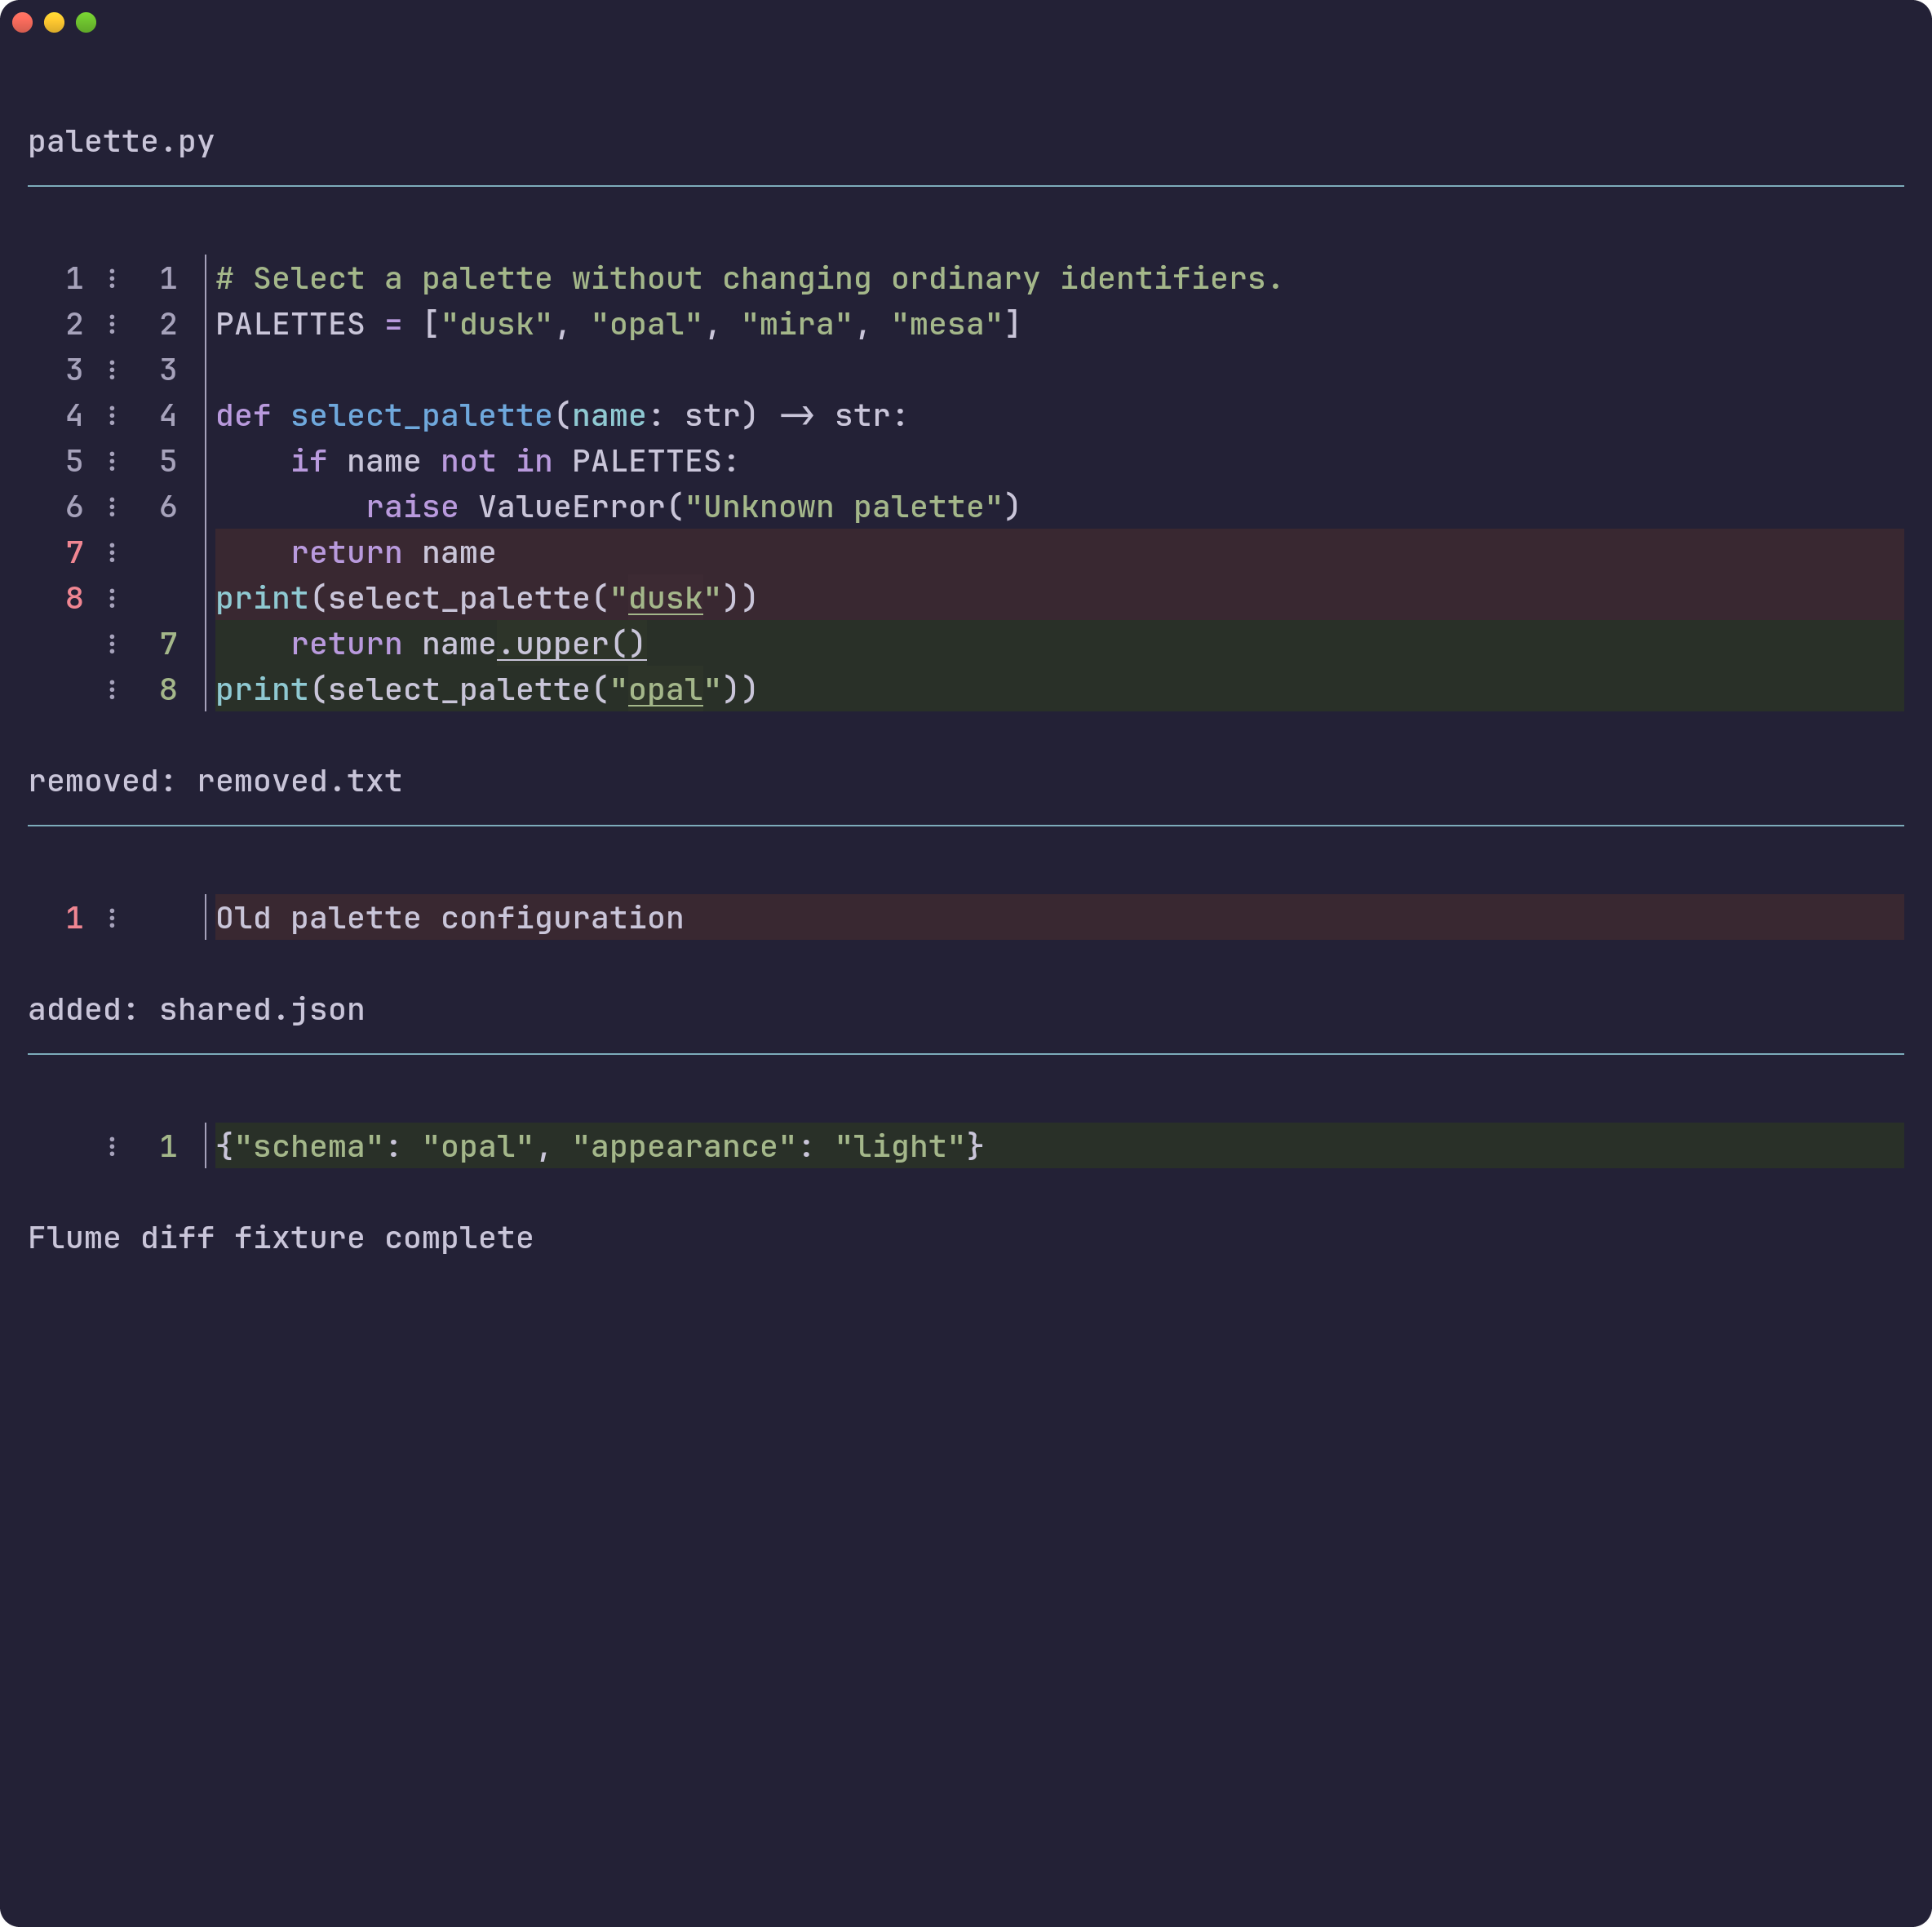 palette.py
1 ⋮ 1 │# Select a palette without changing ordinary identifiers.
2 ⋮ 2 │PALETTES = ["dusk", "opal", "mira", "mesa"]
3 ⋮ 3 │
4 ⋮ 4 │def select_palette(name: str) -> str:
5 ⋮ 5 │    if name not in PALETTES:
6 ⋮ 6 │        raise ValueError("Unknown palette")
7 ⋮   │    return name
8 ⋮   │print(select_palette("dusk"))
  ⋮ 7 │    return name.upper()
  ⋮ 8 │print(select_palette("opal"))
removed: removed.txt
1 ⋮   │Old palette configuration
added: shared.json
  ⋮ 1 │{"schema": "opal", "appearance": "light"}
Flume diff fixture complete